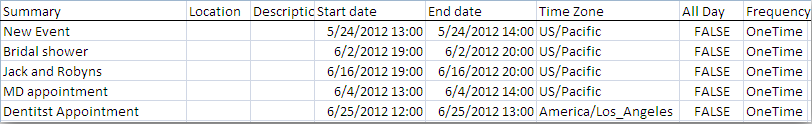 Summary Location Descriptic Start date End date Time Zone All Day Frequency
New Event 5/24/2012 13:00 5/24/2012 14:00 US/Pacific FALSE OneTime
Bridal shower 6/2/2012 19:00 6/2/2012 20:00 US/Pacific FALSE OneTime
Jack and Robyns 6/16/2012 19:00 6/16/2012 20:00 US/Pacific FALSE OneTime
MD appointment 6/4/2012 13:00 6/4/2012 14:00 US/Pacific FALSE OneTime
Dentitst Appointment 6/25/2012 12:00 6/25/2012 13:00 America/Los_Angeles FALSE OneTime